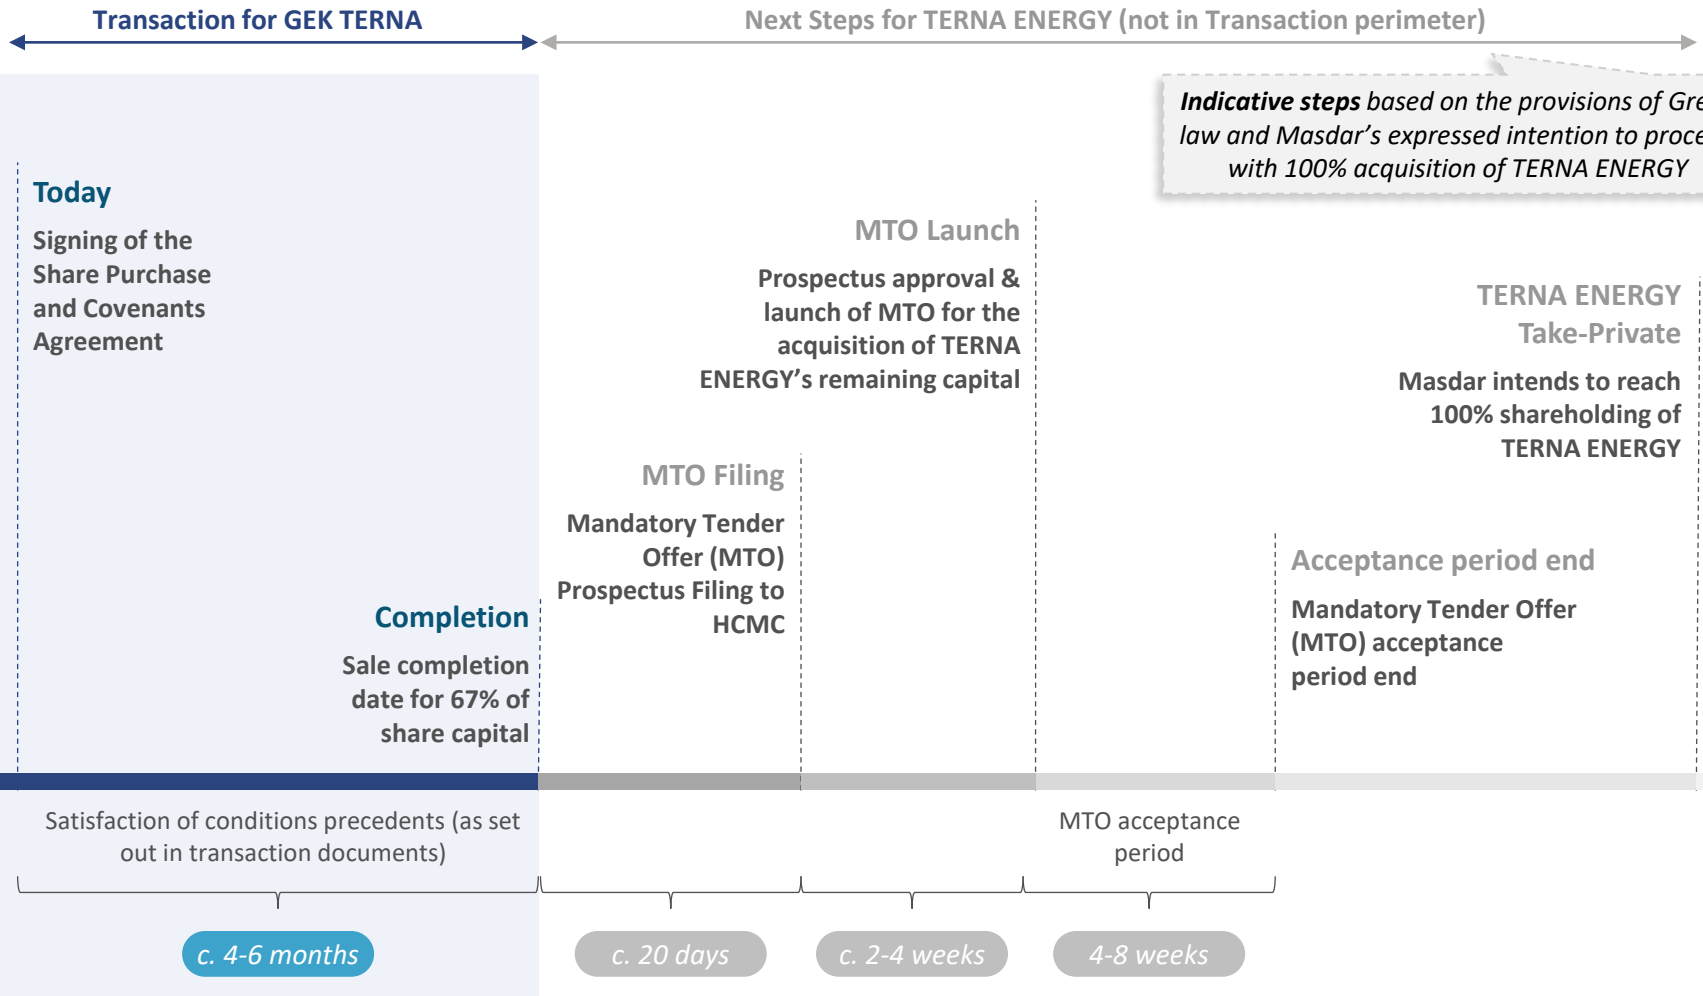 Transaction for GEK TERNA
Next Steps for TERNA ENERGY (not in Transaction perimeter)
Indicative steps based on the provisions of Gre
law and Masdar's expressed intention to proce
with 100% acquisition of TERNA ENERGY
Today
Signing of the
Share Purchase
and Covenants
Agreement
Completion
Sale completion
date for 67% of
share capital
MTO Filing
Mandatory Tender
Offer (MTO)
Prospectus Filing to
HCMC
MTO Launch
Prospectus approval &
launch of MTO for the
acquisition of TERNA
ENERGY's remaining capital
Acceptance period end
Mandatory Tender Offer
(MTO) acceptance
period end
TERNA ENERGY
Take-Private
Masdar intends to reach
100% shareholding of
TERNA ENERGY
Satisfaction of conditions precedents (as set
out in transaction documents)
MTO acceptance
period
c. 4-6 months
c. 20 days
c. 2-4 weeks
4-8 weeks